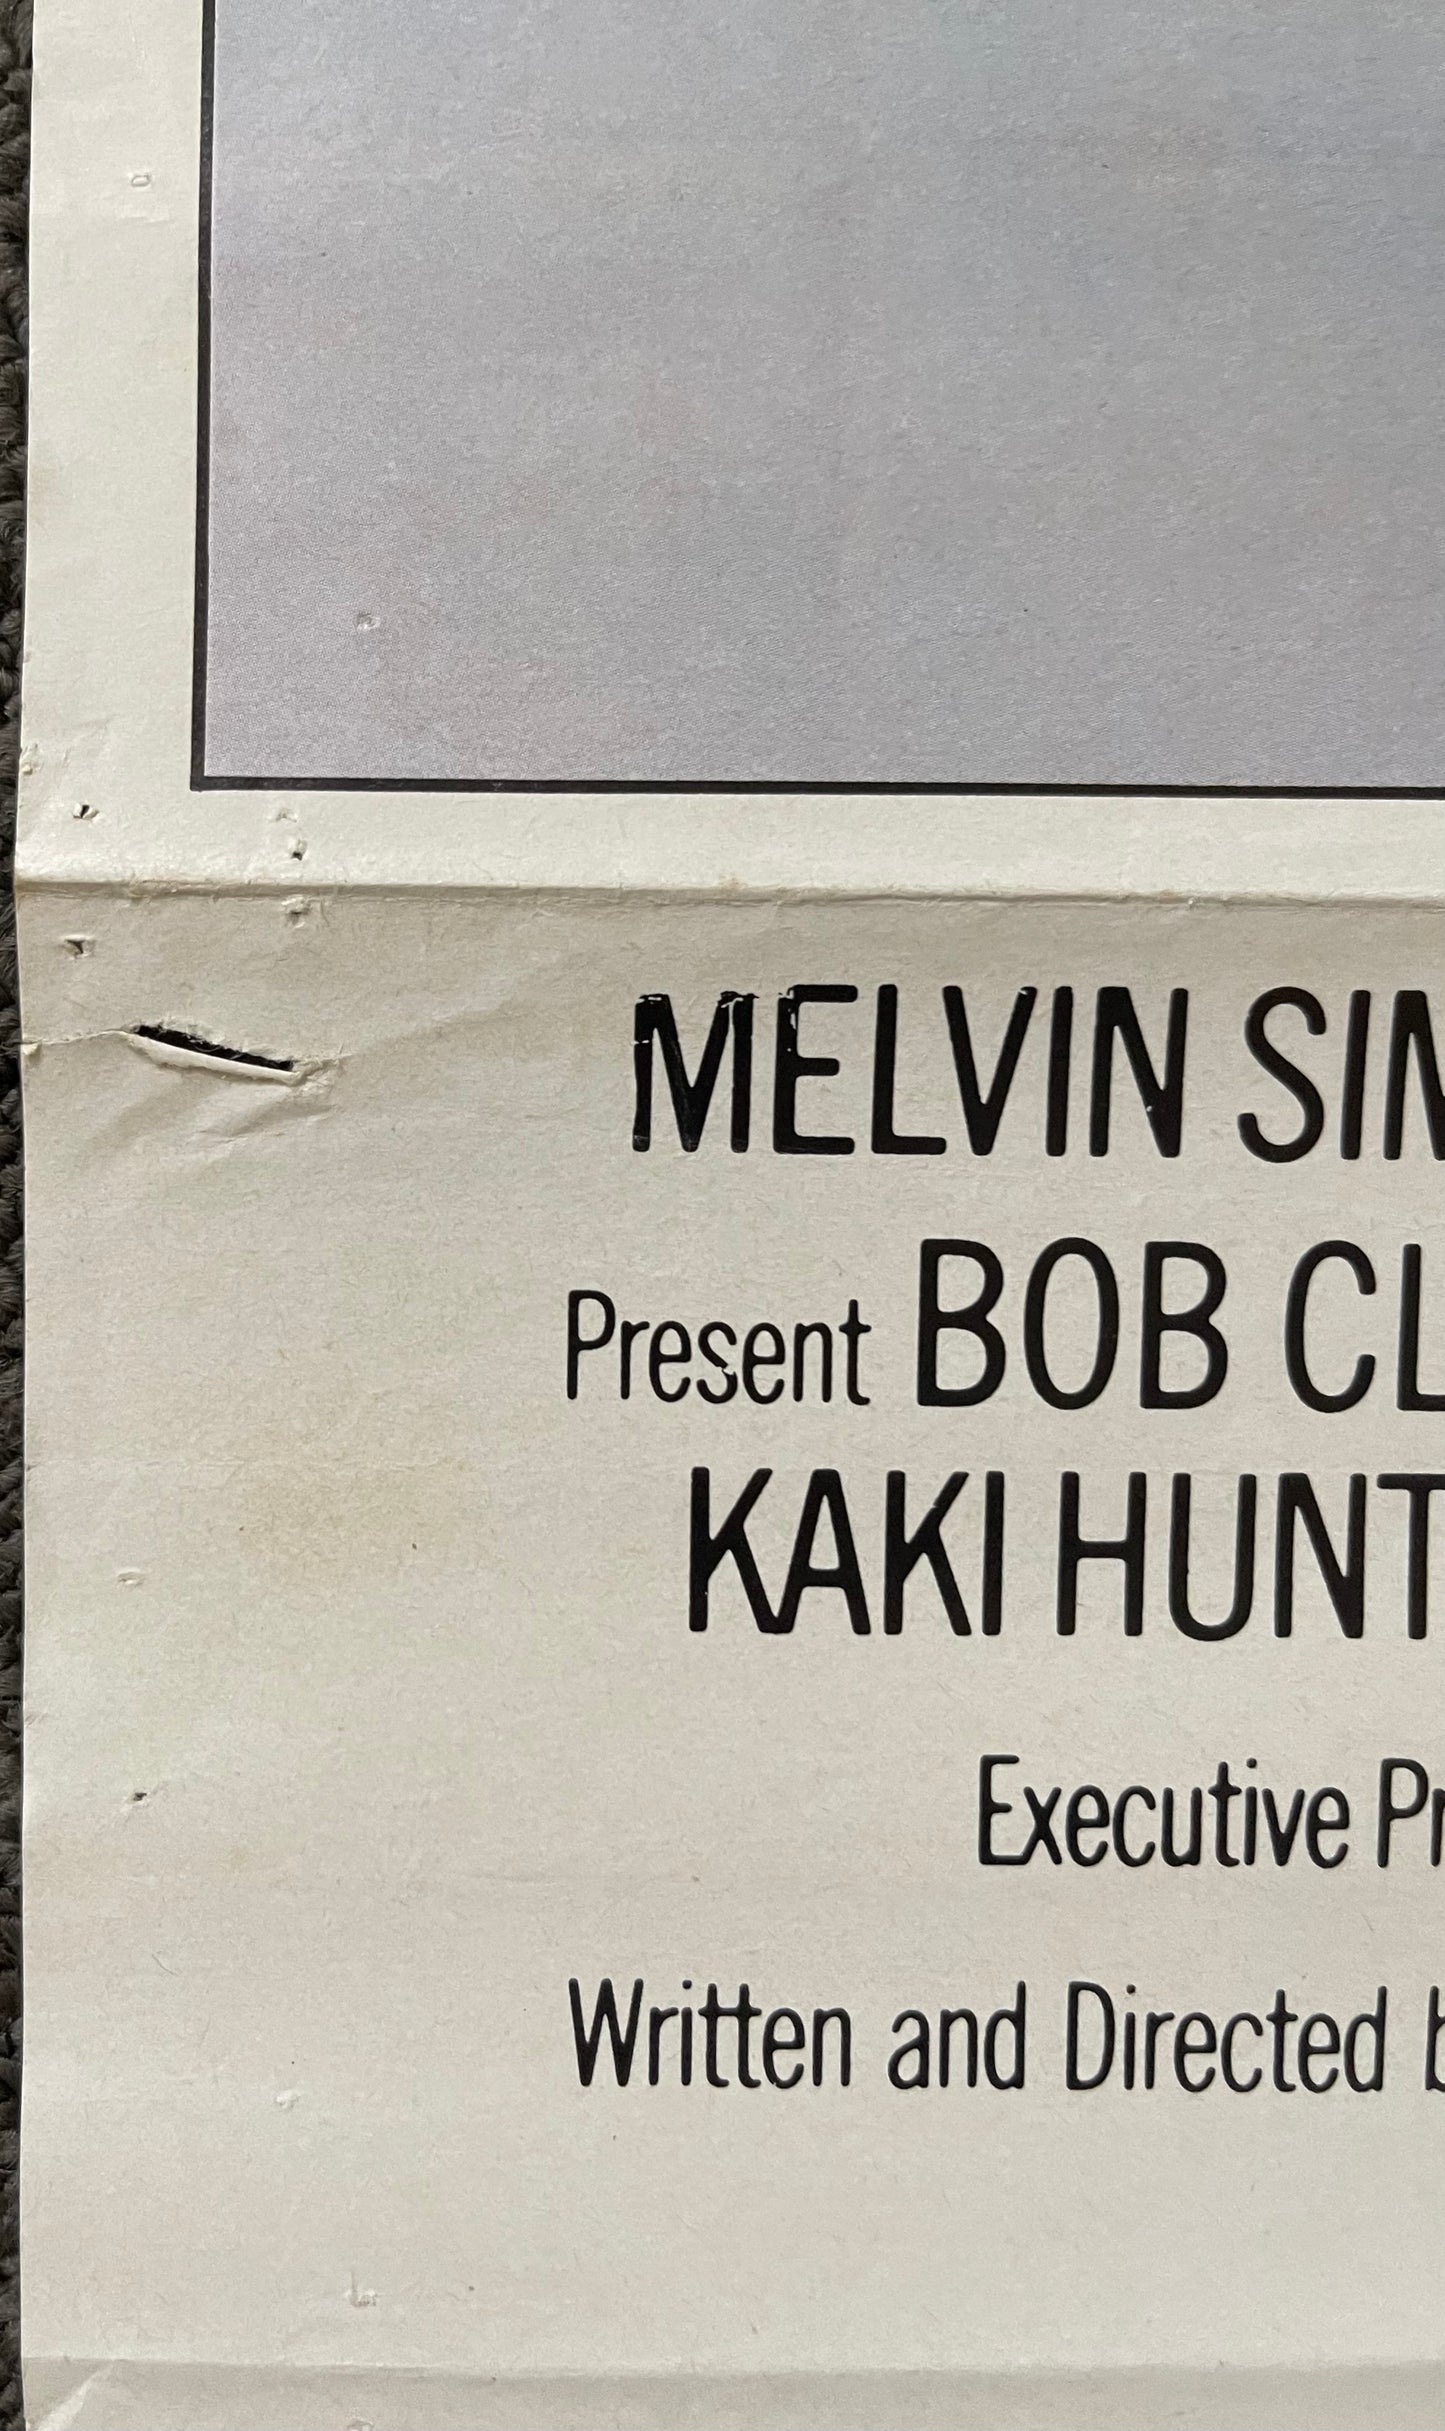 MELVIN SIM
Present BOB CL
KAKI HUNT
Executive Pr
Written and Directed b